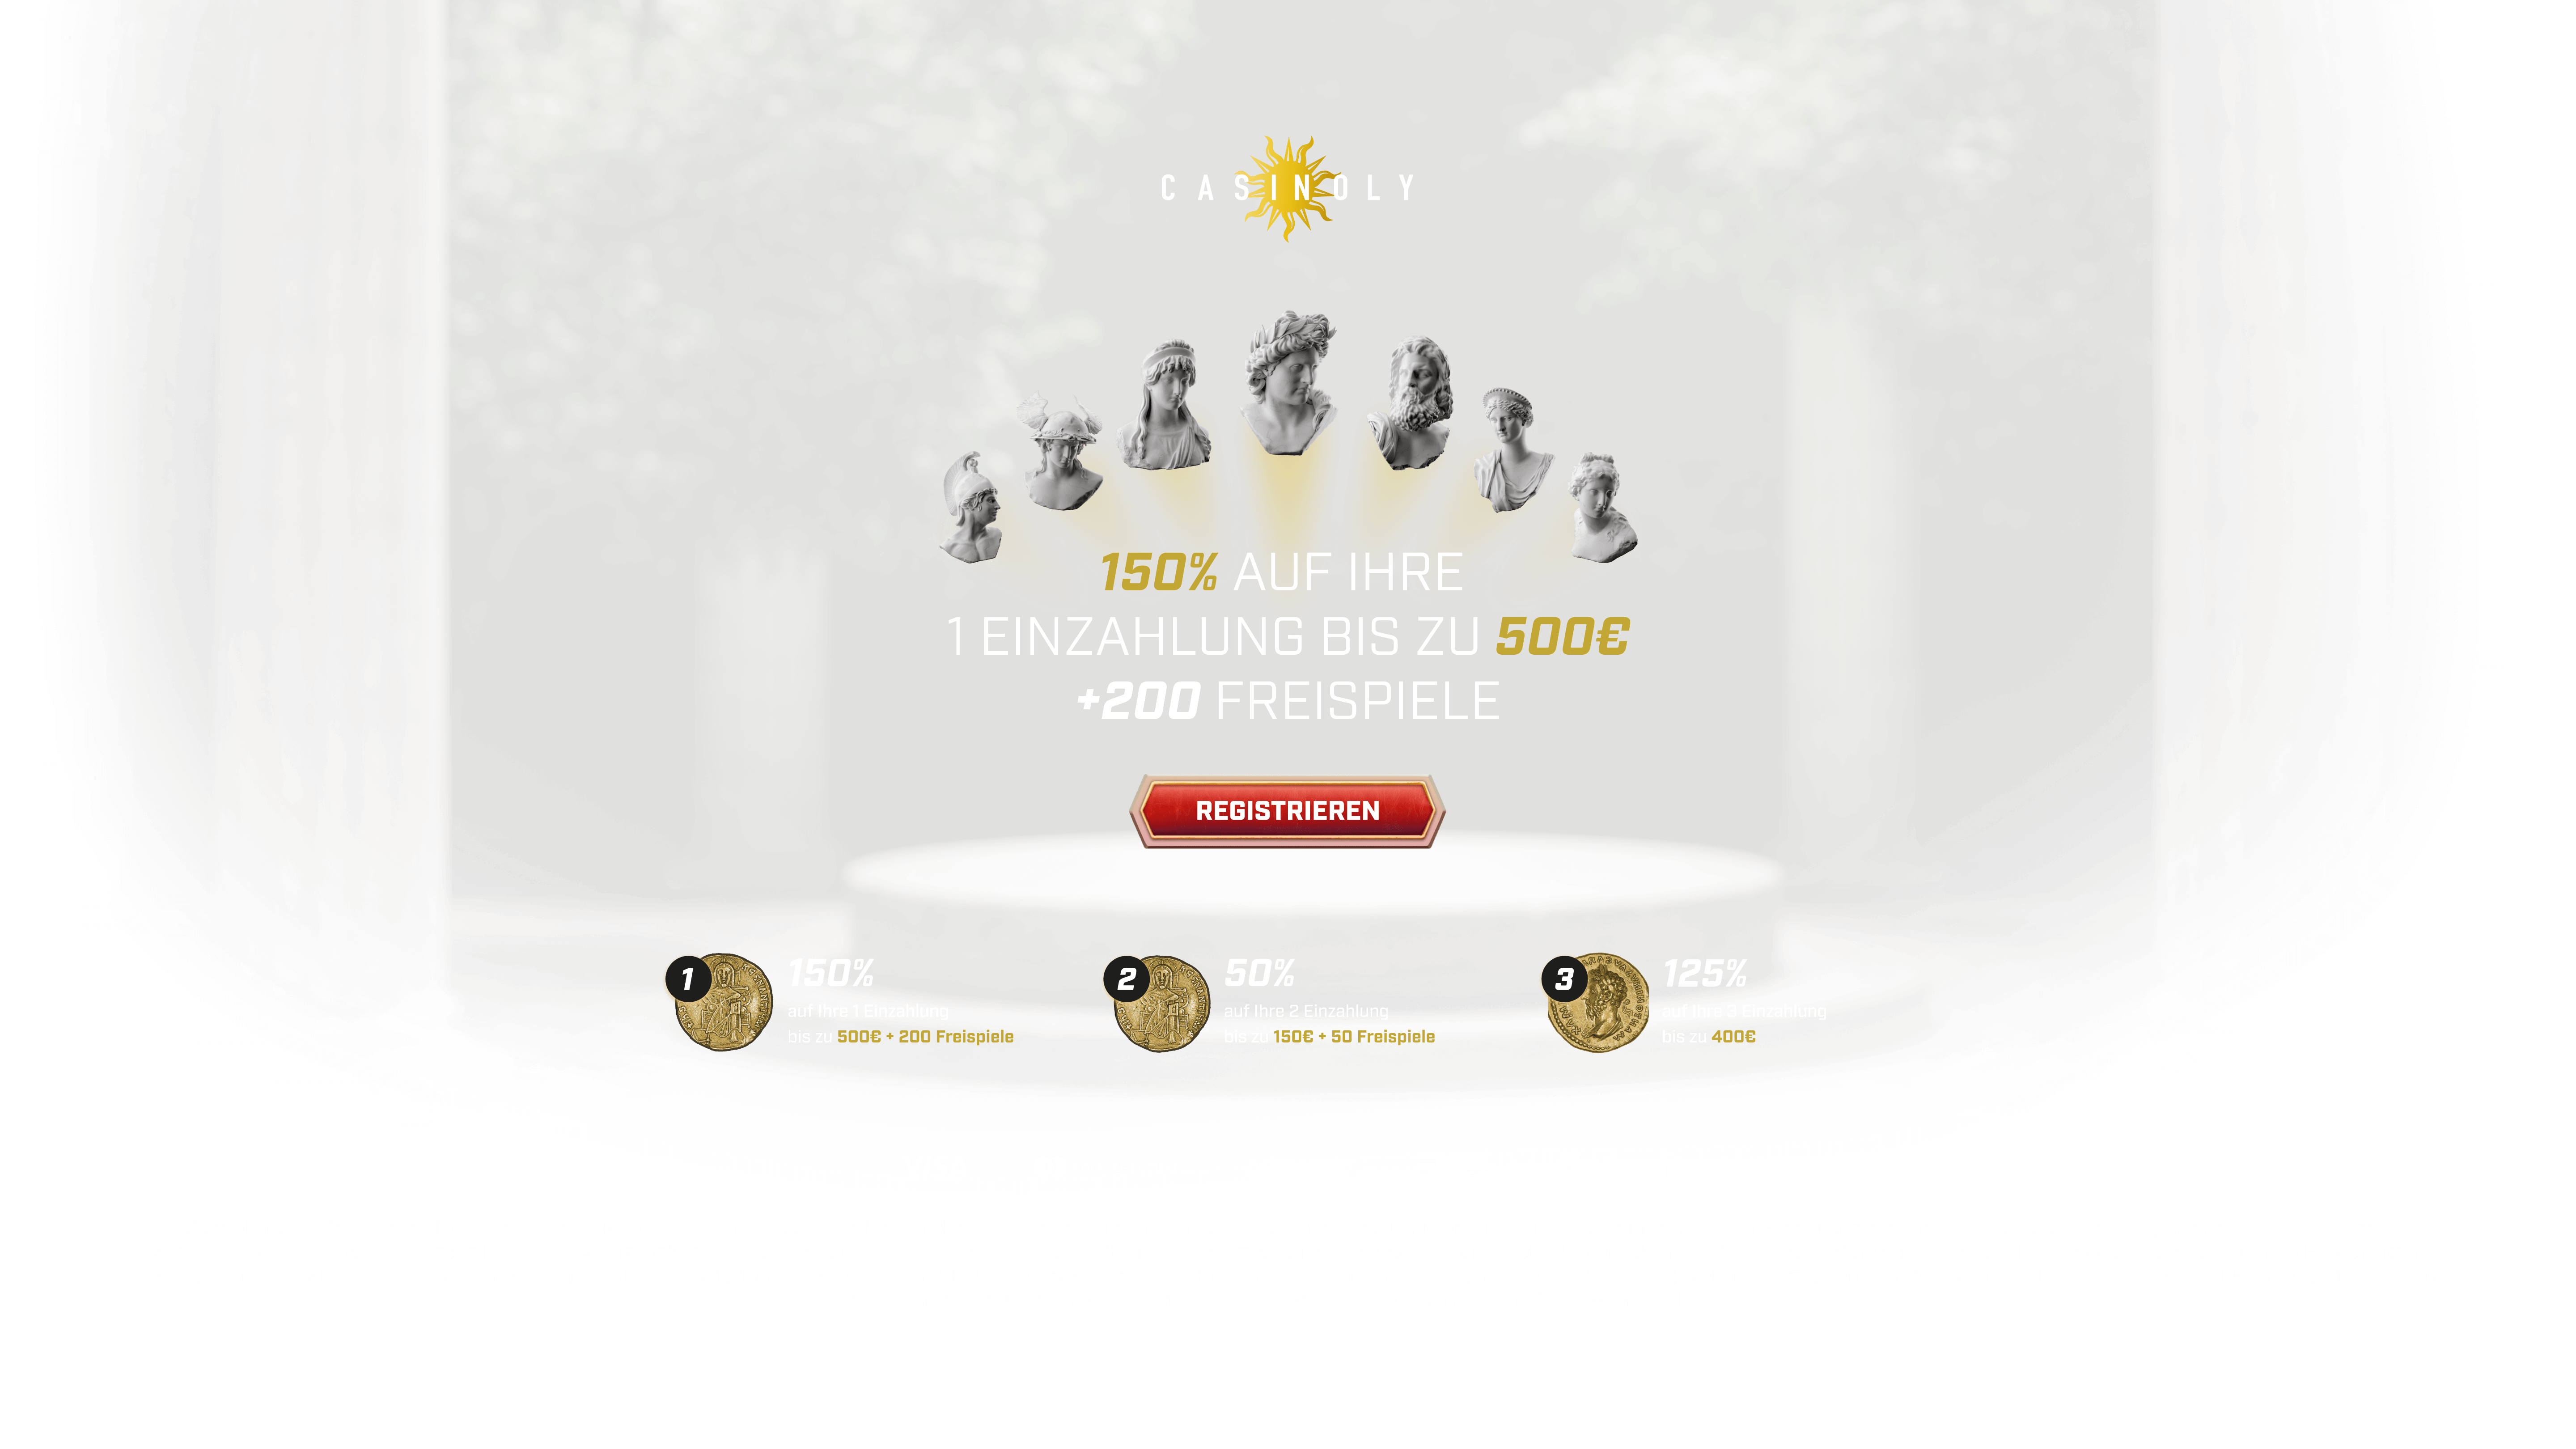 CASINOLY
150% AUF IHRE
1 EINZAHLUNG BIS ZU 500€
+200 FREISPIELE
REGISTRIEREN
1
150%
auf Ihre 1 Einzahlung
bis zu 500€ + 200 Freispiele
2
50%
auf Ihre 2 Einzahlung
bis zu 150€ + 50 Freispiele
3
125%
auf Ihre 3 Einzahlung
bis zu 400€